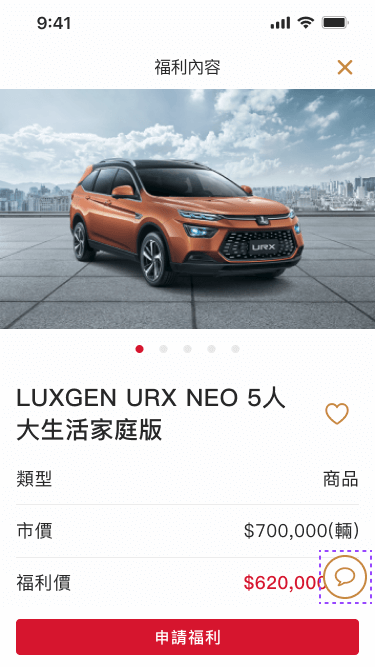 9:41
福利內容
URX
LUXGEN URX NEO 5人
大生活家庭版
類型 商品
市價 $700,000(輛)
福利價 $620,000
申請福利